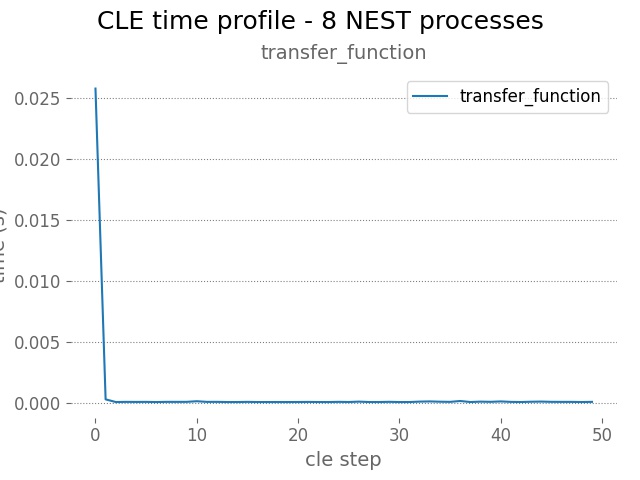 CLE time profile - 8 NEST processes
transfer_function
transfer_function
0.025
0.020
0.015
0.010
0.005
0.000
time (s)
0 10 20 30 40 50
cle step